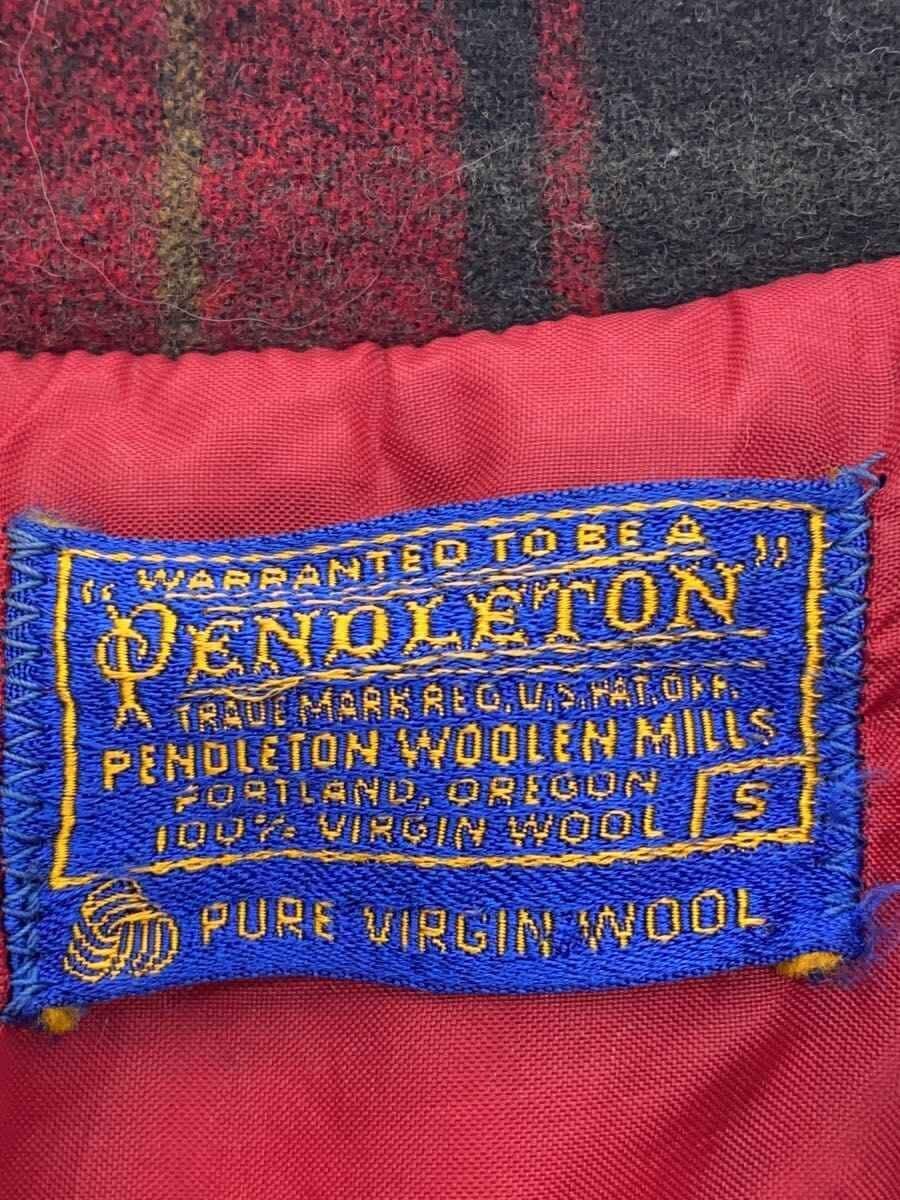 WARRANTED TO BE A
"PENDLETON"
TRADE MARK REG. U.S. PAT. OFF.
PENDLETON WOOLEN MILLS
PORTLAND, OREGON
100% VIRGIN WOOL
S
PURE VIRGIN WOOL